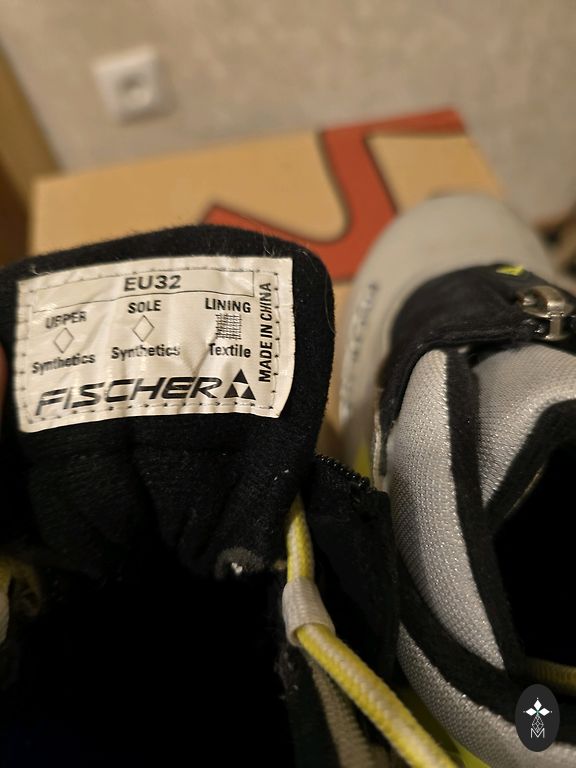 EU32
UPPER SOLE LINING
Synthetics Synthetics Textile
FISCHER
MADE IN CHINA
M